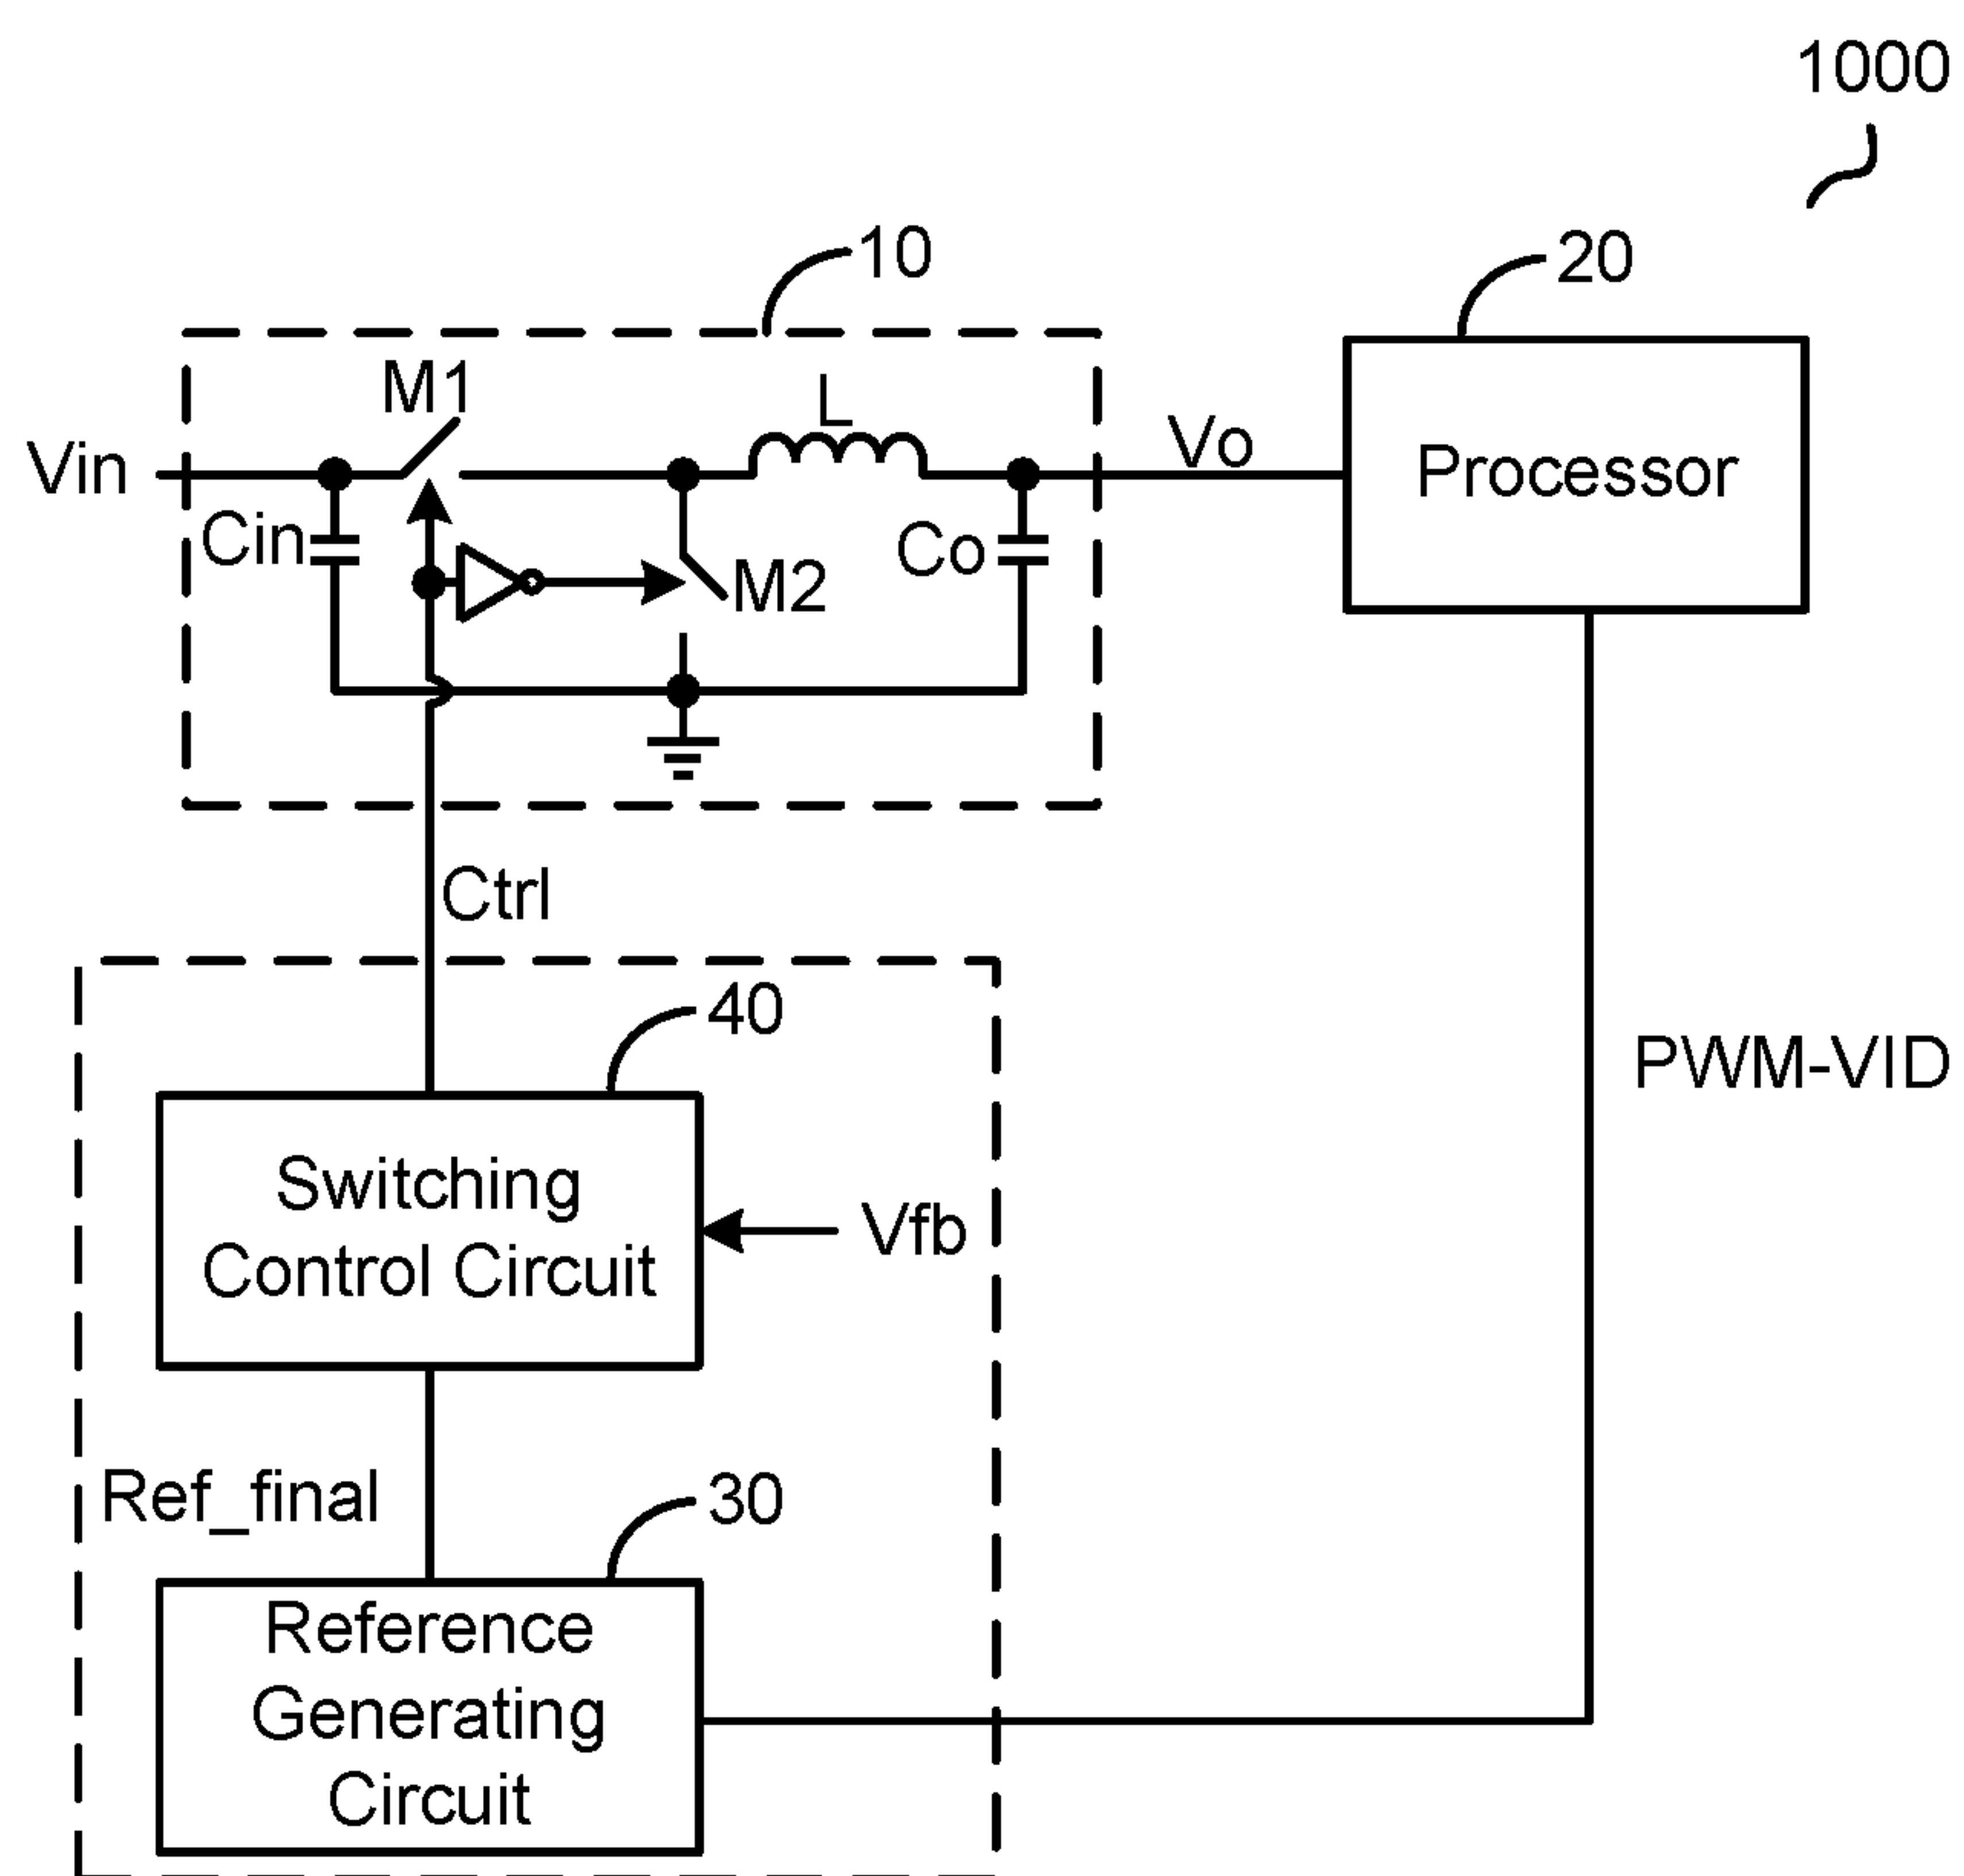 1000
10
20
M1
L
Vin
Vo
Processor
Cin
Co
M2
Ctrl
40
PWM-VID
Switching
Control Circuit
Vfb
Ref_final
30
Reference
Generating
Circuit